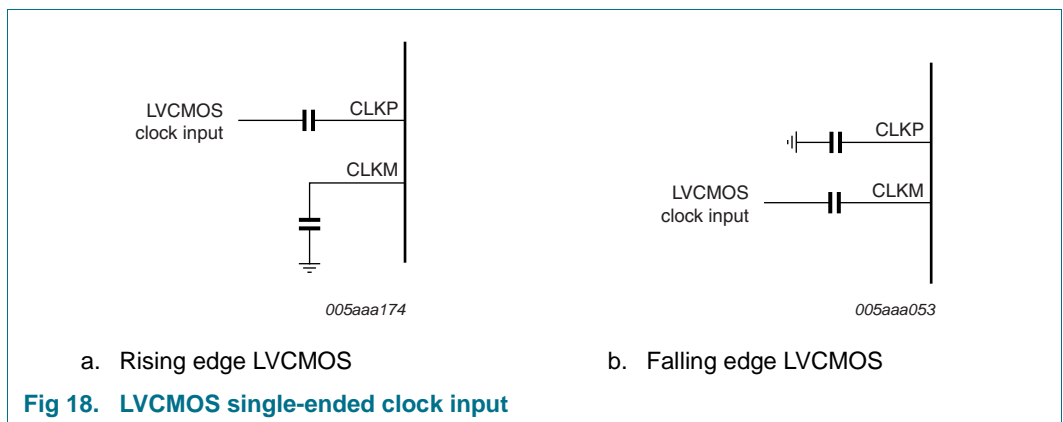 LVCMOS
clock input
CLKP
CLKM
005aaa174
CLKP
LVCMOS
clock input
CLKM
005aaa053
a. Rising edge LVCMOS
b. Falling edge LVCMOS
Fig 18. LVCMOS single-ended clock input